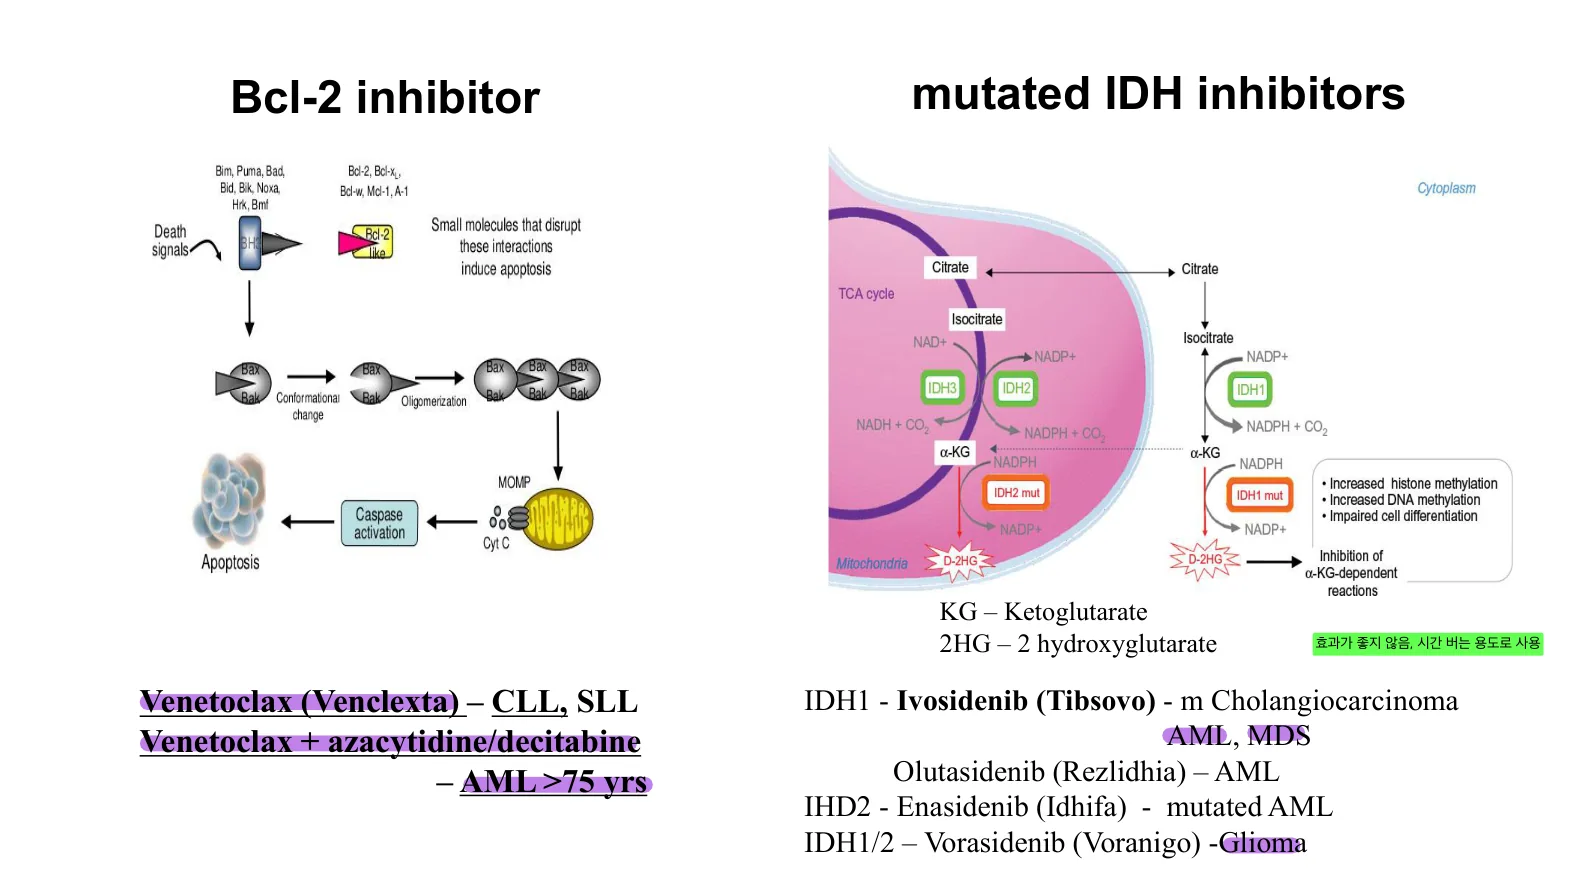 Bcl-2 inhibitor
Bim, Puma, Bad,
Bid, Bik, Noxa,
Hrk, Bmf
Bcl-2, Bcl-xL,
Bcl-w, Mcl-1, A-1
Death
signals
BH3
Bcl-2
like
Small molecules that disrupt
these interactions
induce apoptosis
Bax
Bak
Conformational
change
Bax
Bak
Oligomerization
Bax Bax Bax
Bak Bak Bak
MOMP
Cyt C
Caspase
activation
Apoptosis
Venetoclax (Venclexta) – CLL, SLL
Venetoclax + azacytidine/decitabine
– AML >75 yrs
mutated IDH inhibitors
Cytoplasm
Citrate
Citrate
TCA cycle
Isocitrate
Isocitrate
NAD+
NADP+
NADP+
IDH3
IDH2
IDH1
NADH + CO2
NADPH + CO2
NADPH + CO2
α-KG
α-KG
NADPH
NADPH
IDH2 mut
IDH1 mut
NADP+
NADP+
• Increased histone methylation
• Increased DNA methylation
• Impaired cell differentiation
Mitochondria
D-2HG
D-2HG
Inhibition of
α-KG-dependent
reactions
KG – Ketoglutarate
2HG – 2 hydroxyglutarate
효과가 좋지 않음, 시간 버는 용도로 사용
IDH1 - Ivosidenib (Tibsovo) - m Cholangiocarcinoma
AML, MDS
Olutasidenib (Rezlidhia) – AML
IHD2 - Enasidenib (Idhifa) - mutated AML
IDH1/2 – Vorasidenib (Voranigo) -Glioma